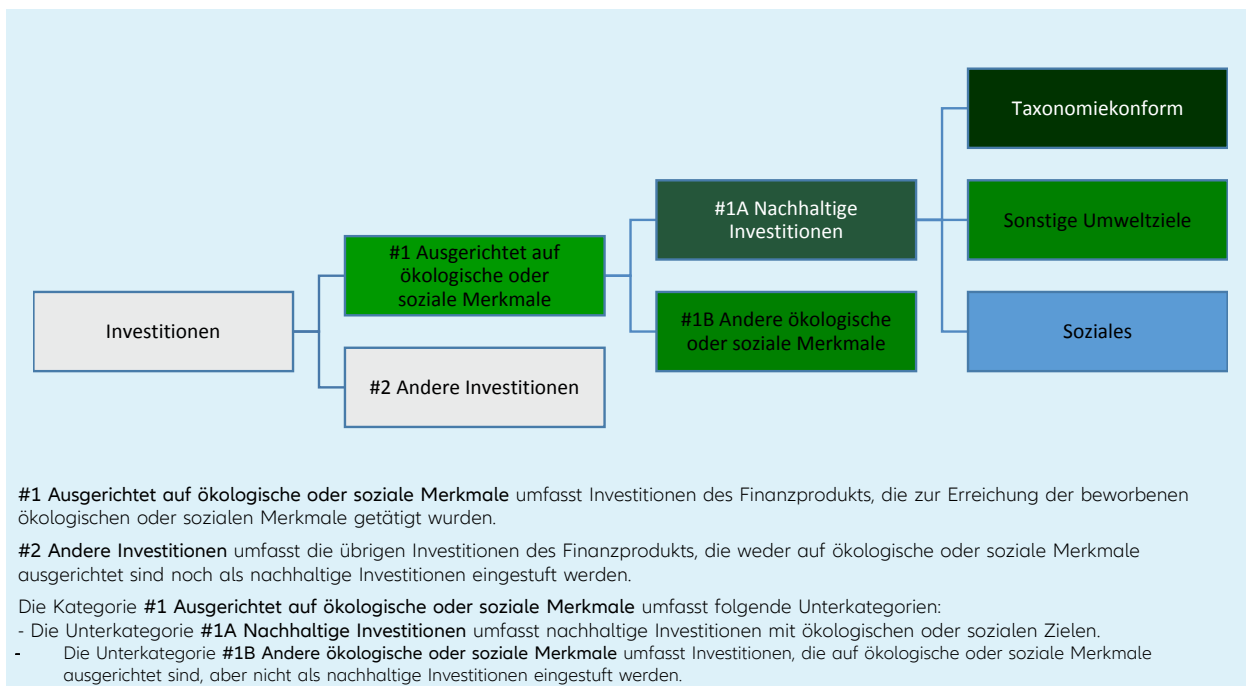 Taxonomiekonform
#1A Nachhaltige
Investitionen
Sonstige Umweltziele
#1 Ausgerichtet auf
ökologische oder
soziale Merkmale
Investitionen
#1B Andere ökologische
oder soziale Merkmale
Soziales
#2 Andere Investitionen
#1 Ausgerichtet auf ökologische oder soziale Merkmale umfasst Investitionen des Finanzprodukts, die zur Erreichung der beworbenen
ökologischen oder sozialen Merkmale getätigt wurden.
#2 Andere Investitionen umfasst die übrigen Investitionen des Finanzprodukts, die weder auf ökologische oder soziale Merkmale
ausgerichtet sind noch als nachhaltige Investitionen eingestuft werden.
Die Kategorie #1 Ausgerichtet auf ökologische oder soziale Merkmale umfasst folgende Unterkategorien:
- Die Unterkategorie #1A Nachhaltige Investitionen umfasst nachhaltige Investitionen mit ökologischen oder sozialen Zielen.
- Die Unterkategorie #1B Andere ökologische oder soziale Merkmale umfasst Investitionen, die auf ökologische oder soziale Merkmale
ausgerichtet sind, aber nicht als nachhaltige Investitionen eingestuft werden.